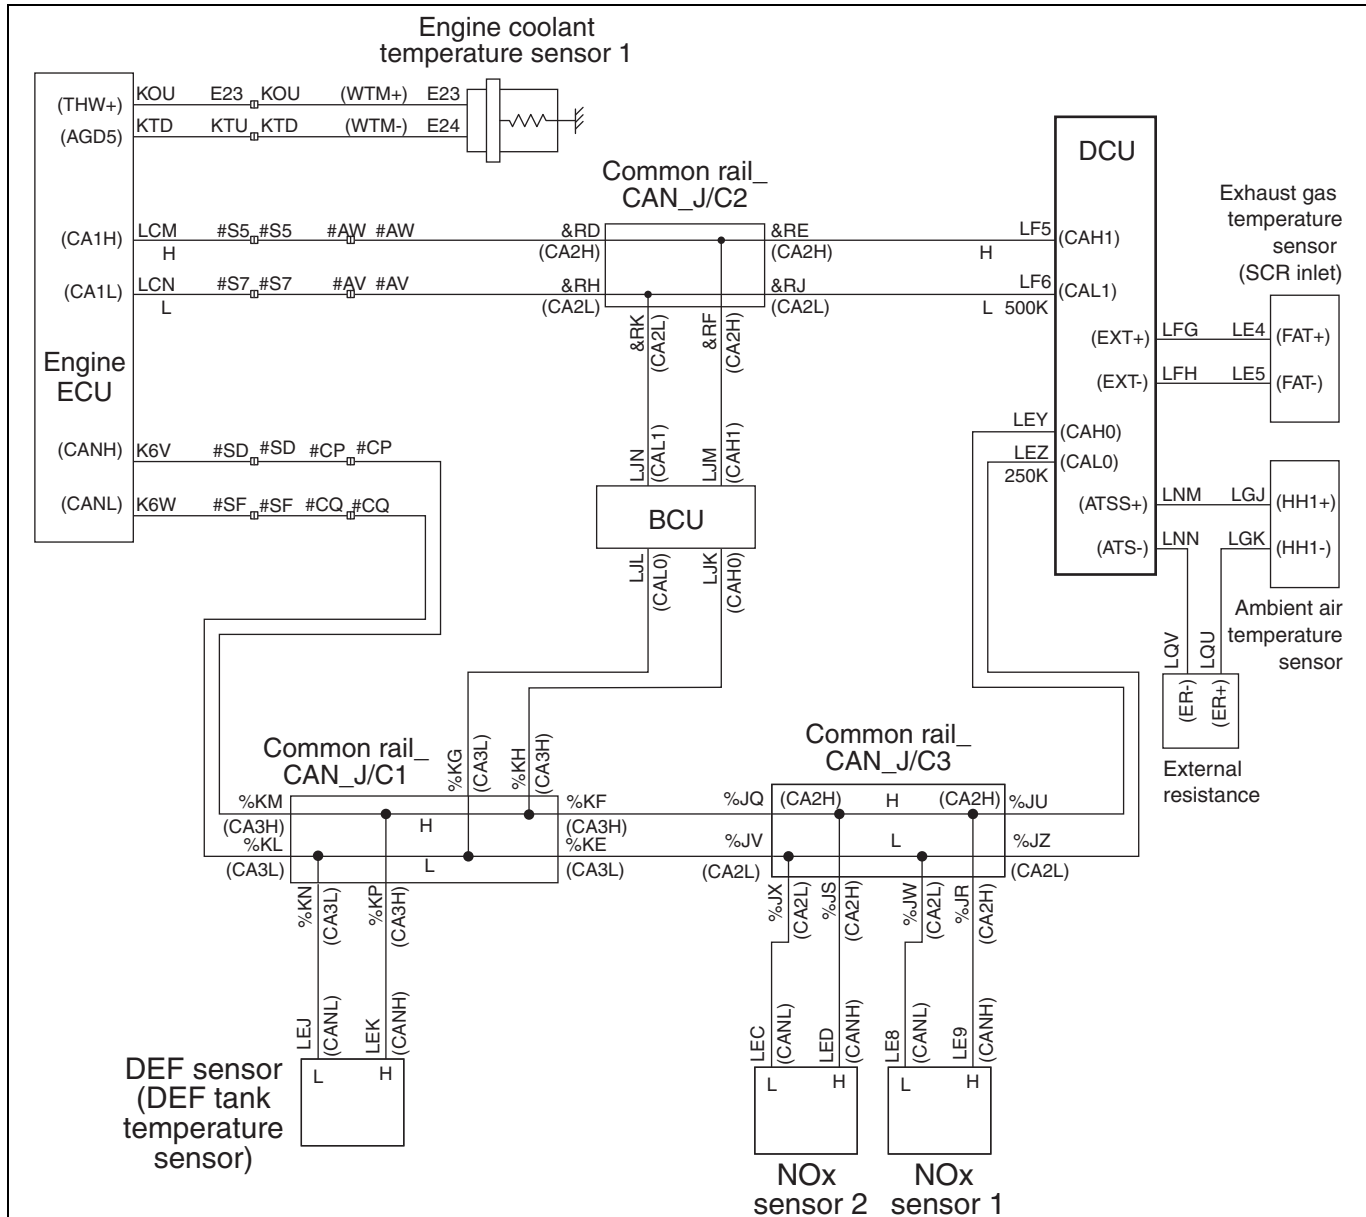 Engine coolant
temperature sensor 1
(THW+) KOU E23 KOU (WTM+) E23
(AGD5) KTD KTU KTD (WTM-) E24
DCU
Common rail_
CAN_J/C2
Exhaust gas
temperature
sensor
(SCR inlet)
(CA1H) LCM #S5 #S5 #AW #AW &RD &RE LF5 (CAH1)
H (CA2H) (CA2H) H
(CA1L) LCN #S7 #S7 #AV #AV &RH &RJ LF6 (CAL1)
L (CA2L) (CA2L) L 500K
&RK (CA2L) &RF (CA2H)
(EXT+) LFG LE4 (FAT+)
(EXT-) LFH LE5 (FAT-)
Engine
ECU
LEY (CAH0)
LEZ (CAL0)
250K
(CANH) K6V #SD #SD #CP #CP
(CANL) K6W #SF #SF #CQ #CQ
LJN (CAL1) LJM (CAH1)
BCU
LJL (CAL0) LJK (CAH0)
(ATSS+) LNM LGJ (HH1+)
(ATS-) LNN LGK (HH1-)
Ambient air
temperature
sensor
LQV LQU
(ER-) (ER+)
External
resistance
Common rail_
CAN_J/C1
%KG (CA3L) %KH (CA3H)
Common rail_
CAN_J/C3
%KM %KF %JQ (CA2H) H (CA2H) %JU
(CA3H) H (CA3H)
%KL %KE %JV L %JZ
(CA3L) L (CA3L) (CA2L) (CA2L)
%KN (CA3L) %KP (CA3H) %JX (CA2L) %JS (CA2H) %JW (CA2L) %JR (CA2H)
LEJ (CANL) LEK (CANH) LEC (CANL) LED (CANH) LE8 (CANL) LE9 (CANH)
L H L H L H
DEF sensor
(DEF tank
temperature
sensor)
NOx
sensor 2
NOx
sensor 1